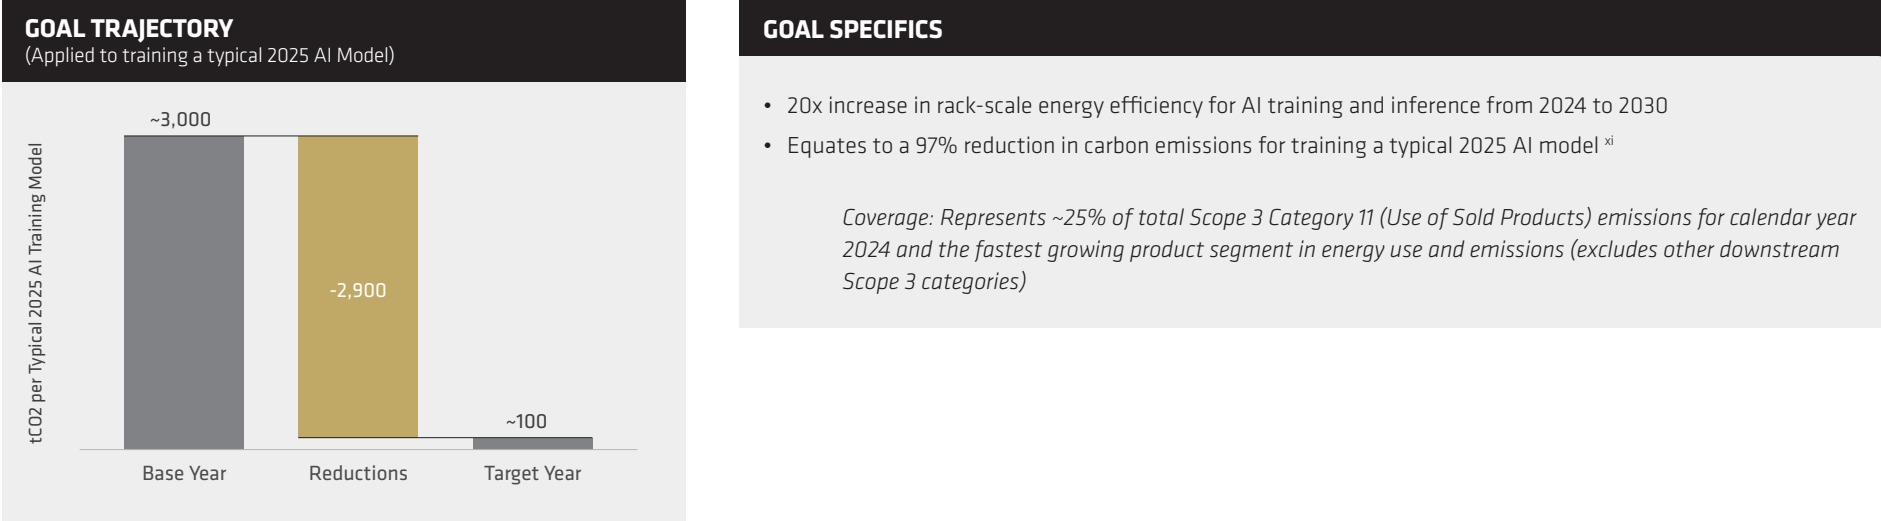 GOAL TRAJECTORY
(Applied to training a typical 2025 AI Model)
tCO2 per Typical 2025 AI Training Model
~3,000
-2,900
~100
Base Year
Reductions
Target Year
GOAL SPECIFICS
• 20x increase in rack-scale energy efficiency for AI training and inference from 2024 to 2030
• Equates to a 97% reduction in carbon emissions for training a typical 2025 AI model xi
Coverage: Represents ~25% of total Scope 3 Category 11 (Use of Sold Products) emissions for calendar year
2024 and the fastest growing product segment in energy use and emissions (excludes other downstream
Scope 3 categories)